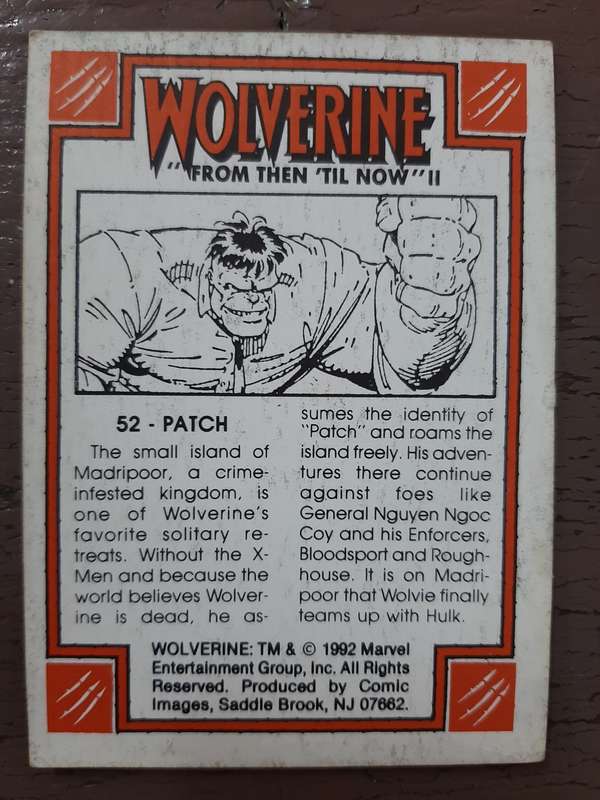 WOLVERINE
"FROM THEN 'TIL NOW" II
52 - PATCH
The small island of
Madripoor, a crime-
infested kingdom, is
one of Wolverine's
favorite solitary re-
treats. Without the X-
Men and because the
world believes Wolver-
ine is dead, he as-
sumes the identity of
"Patch" and roams the
island freely. His adven-
tures there continue
against foes like
General Nguyen Ngoc
Coy and his Enforcers,
Bloodsport and Rough-
house. It is on Madri-
poor that Wolvie finally
teams up with Hulk.
WOLVERINE: TM & © 1992 Marvel
Entertainment Group, Inc. All Rights
Reserved. Produced by Comic
Images, Saddle Brook, NJ 07662.